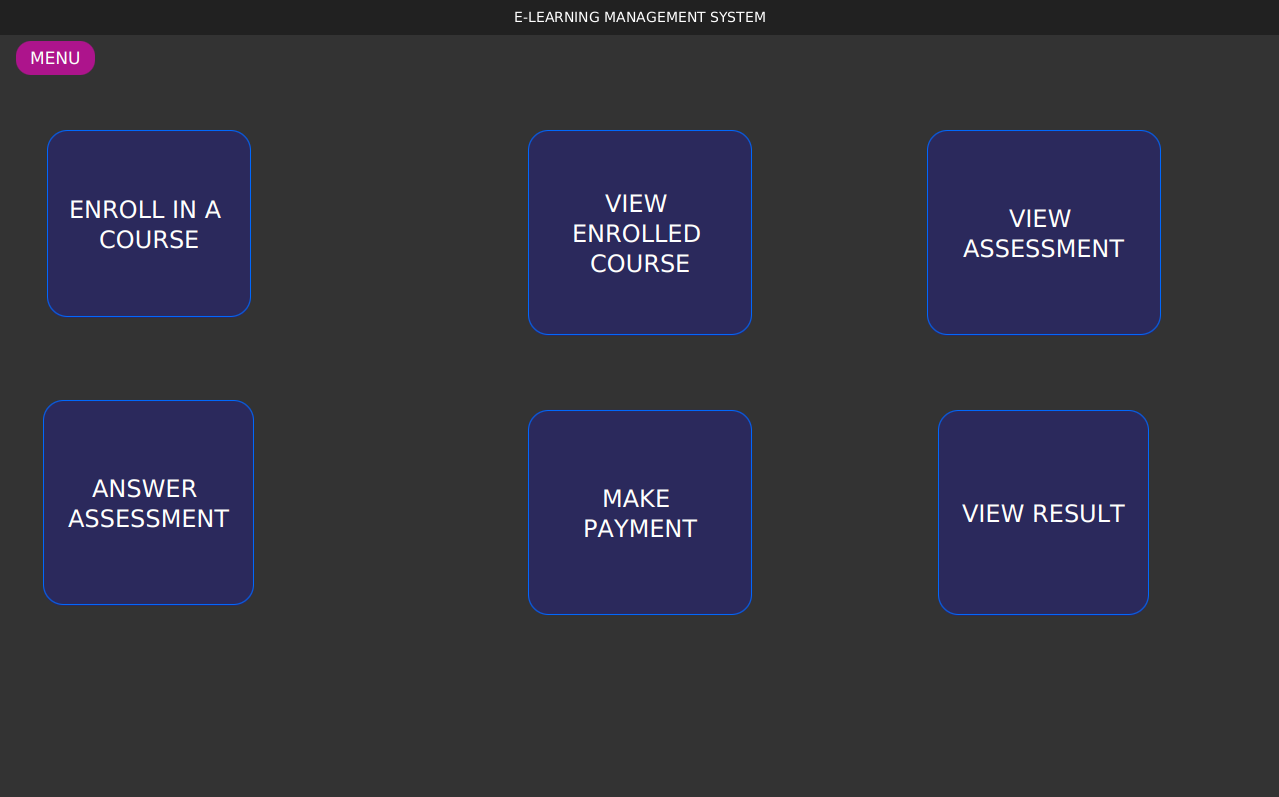 E-LEARNING MANAGEMENT SYSTEM
MENU
ENROLL IN A
COURSE
VIEW
ENROLLED
COURSE
VIEW
ASSESSMENT
ANSWER
ASSESSMENT
MAKE
PAYMENT
VIEW RESULT